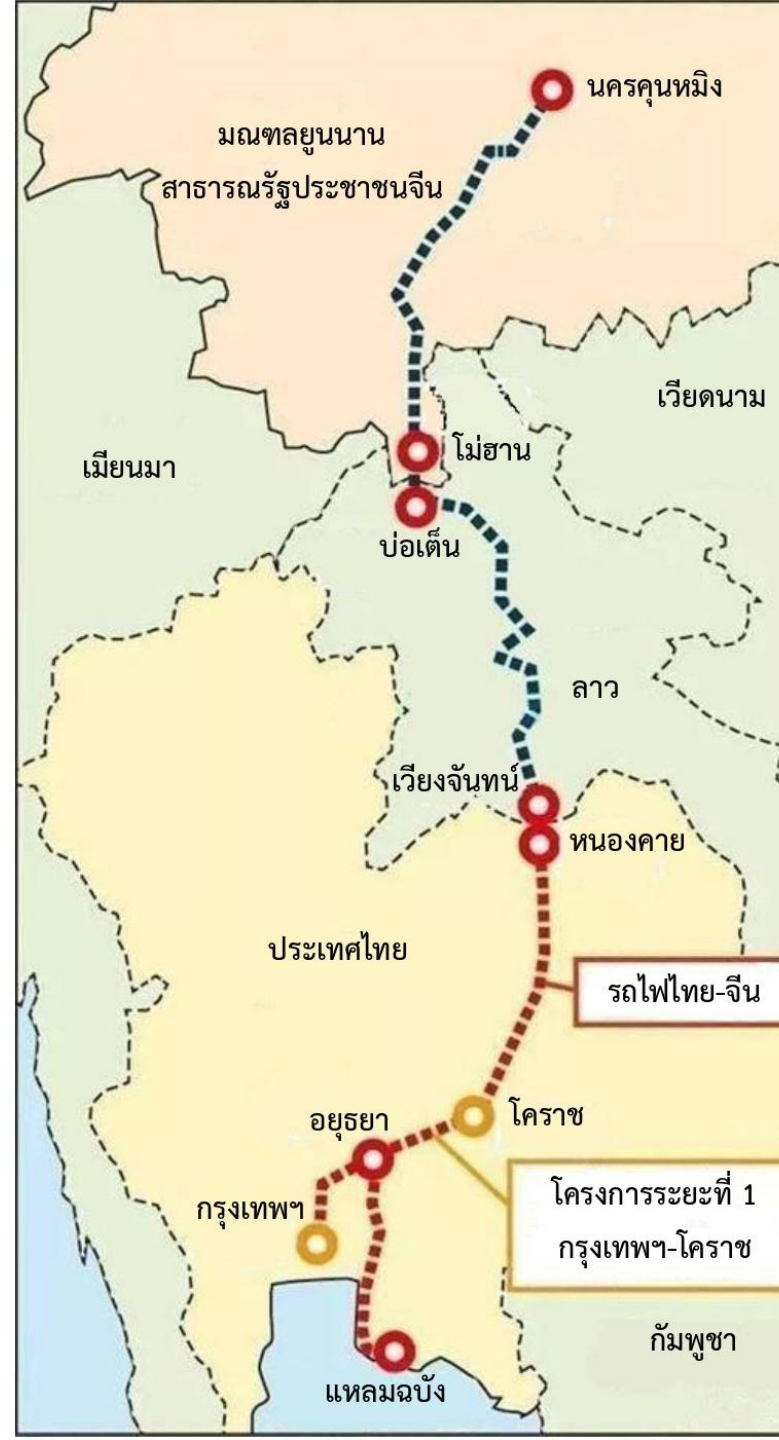 นครคุนหมิง
มณฑลยูนนาน
สาธารณรัฐประชาชนจีน
เวียดนาม
โม่ฮาน
เมียนมา
บ่อเต็น
ลาว
เวียงจันทน์
หนองคาย
ประเทศไทย
รถไฟไทย-จีน
โคราช
อยุธยา
โครงการระยะที่ 1
กรุงเทพฯ-โคราช
กรุงเทพฯ
กัมพูชา
แหลมฉบัง